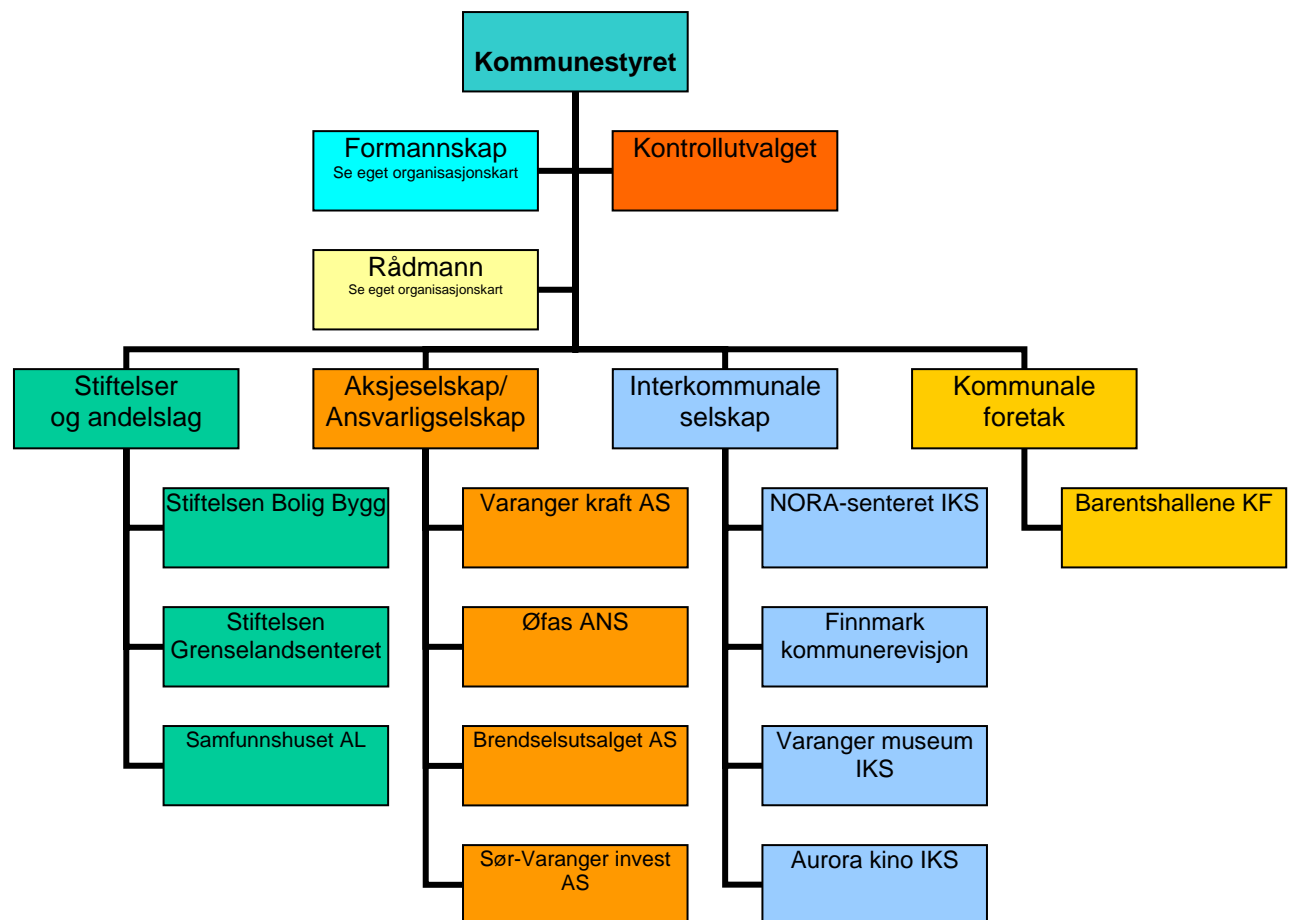 Kommunestyret
Formannskap
Se eget organisasjonskart
Kontrollutvalget
Rådmann
Se eget organisasjonskart
Stiftelser
og andelslag
Aksjeselskap/
Ansvarligselskap
Interkommunale
selskap
Kommunale
foretak
Stiftelsen Bolig Bygg
Varanger kraft AS
NORA-senteret IKS
Barentshallene KF
Stiftelsen
Grenselandsenteret
Øfas ANS
Finnmark
kommunerevisjon
Samfunnshuset AL
Brendselsutsalget AS
Varanger museum
IKS
Sør-Varanger invest
AS
Aurora kino IKS